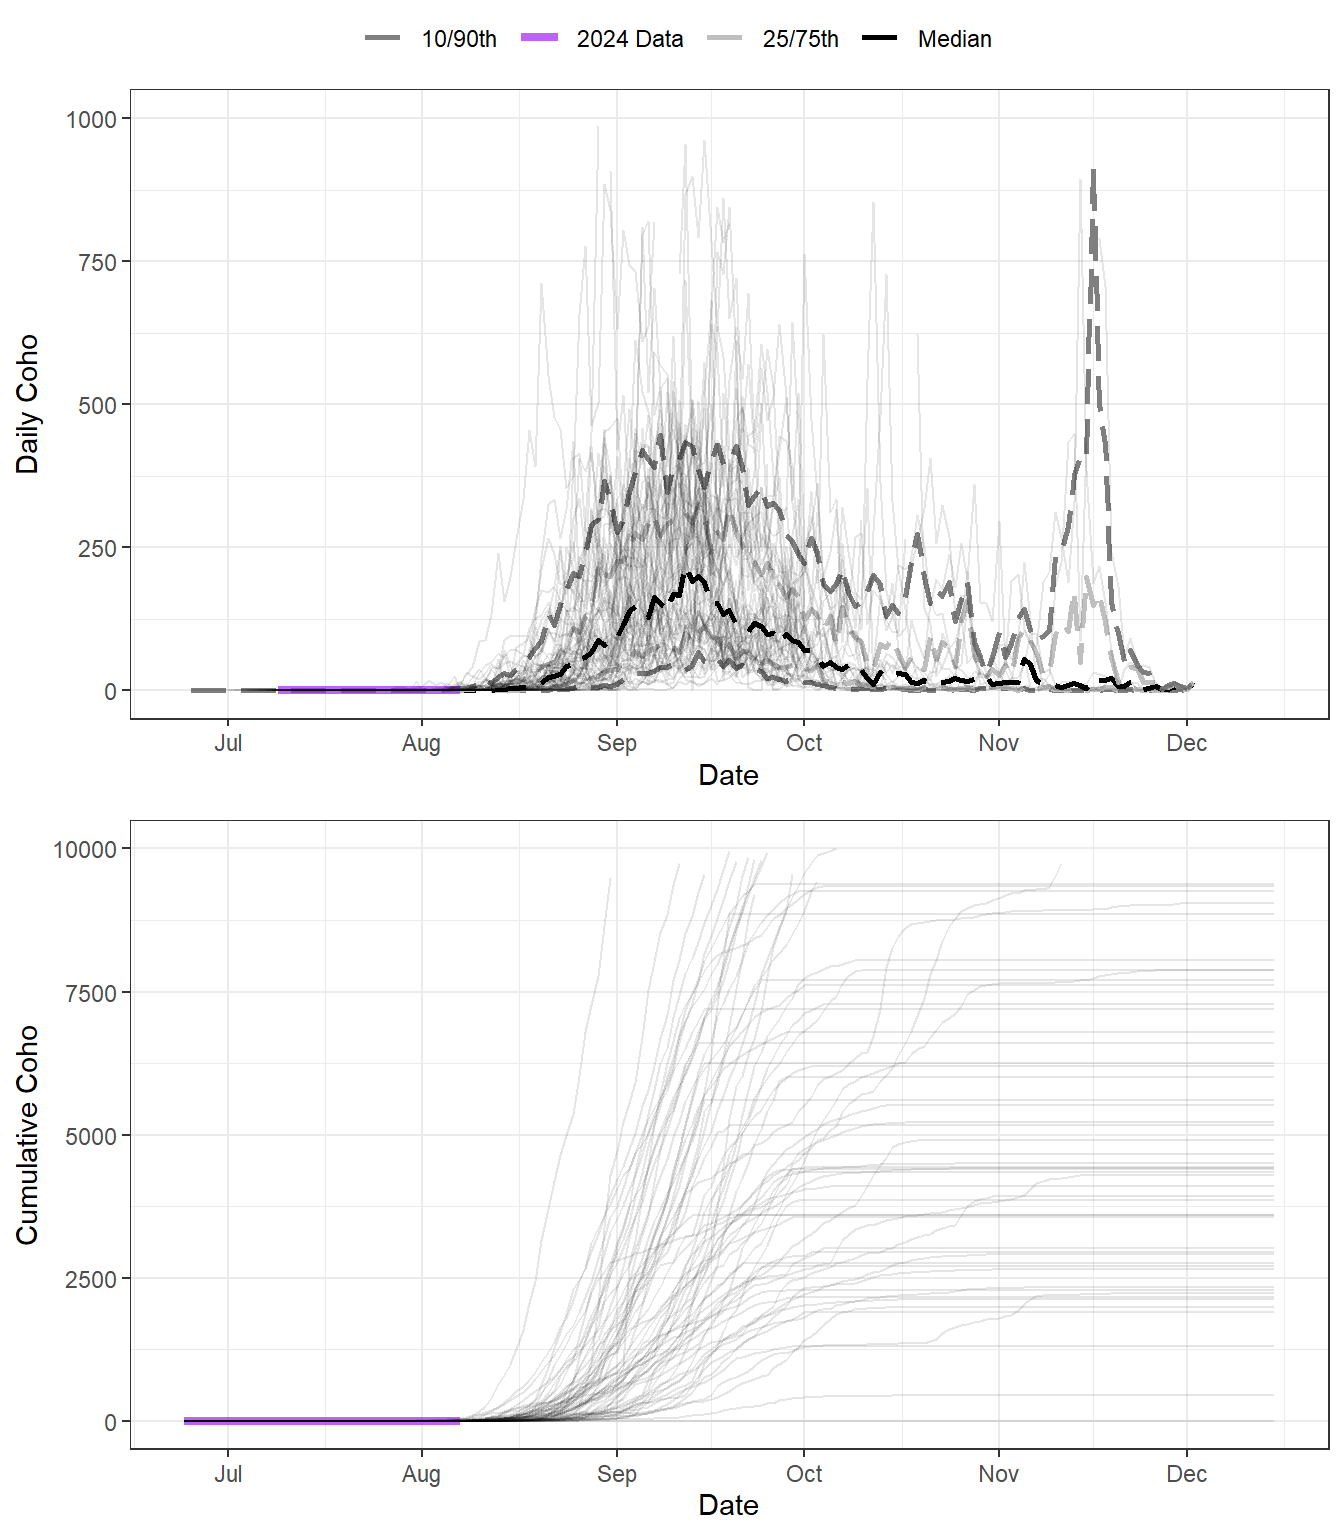 10/90th 2024 Data 25/75th Median
1000
750
500
250
0
Daily Coho
Jul Aug Sep Oct Nov Dec
Date
10000
7500
5000
2500
0
Cumulative Coho
Jul Aug Sep Oct Nov Dec
Date